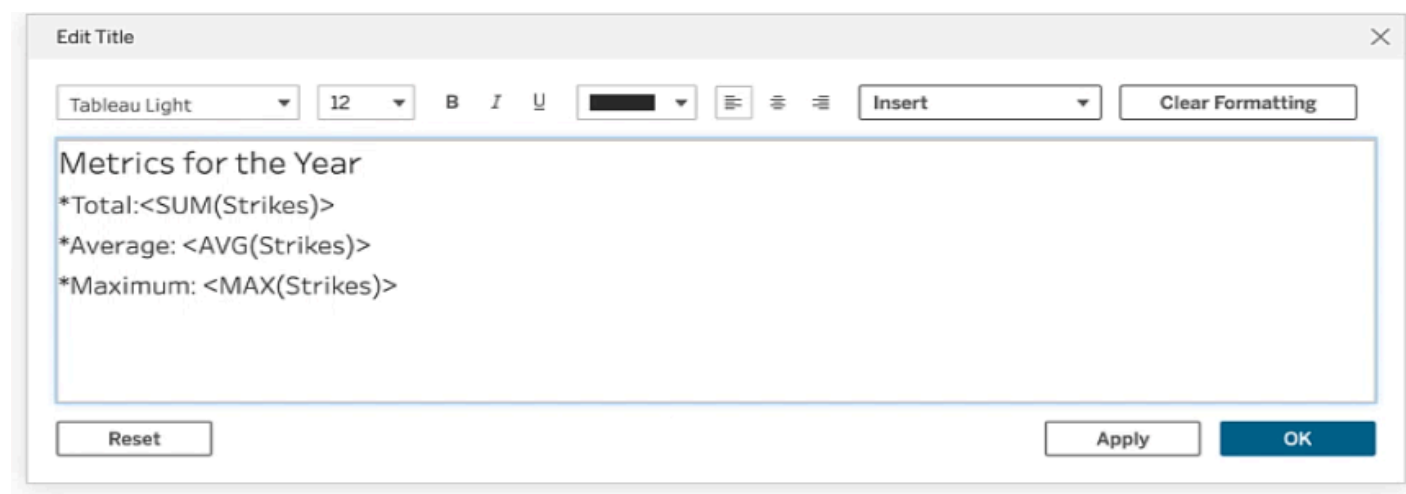 Edit Title
Tableau Light 12 B I U Insert Clear Formatting
Metrics for the Year
*Total:<SUM(Strikes)>
*Average: <AVG(Strikes)>
*Maximum: <MAX(Strikes)>
Reset Apply OK